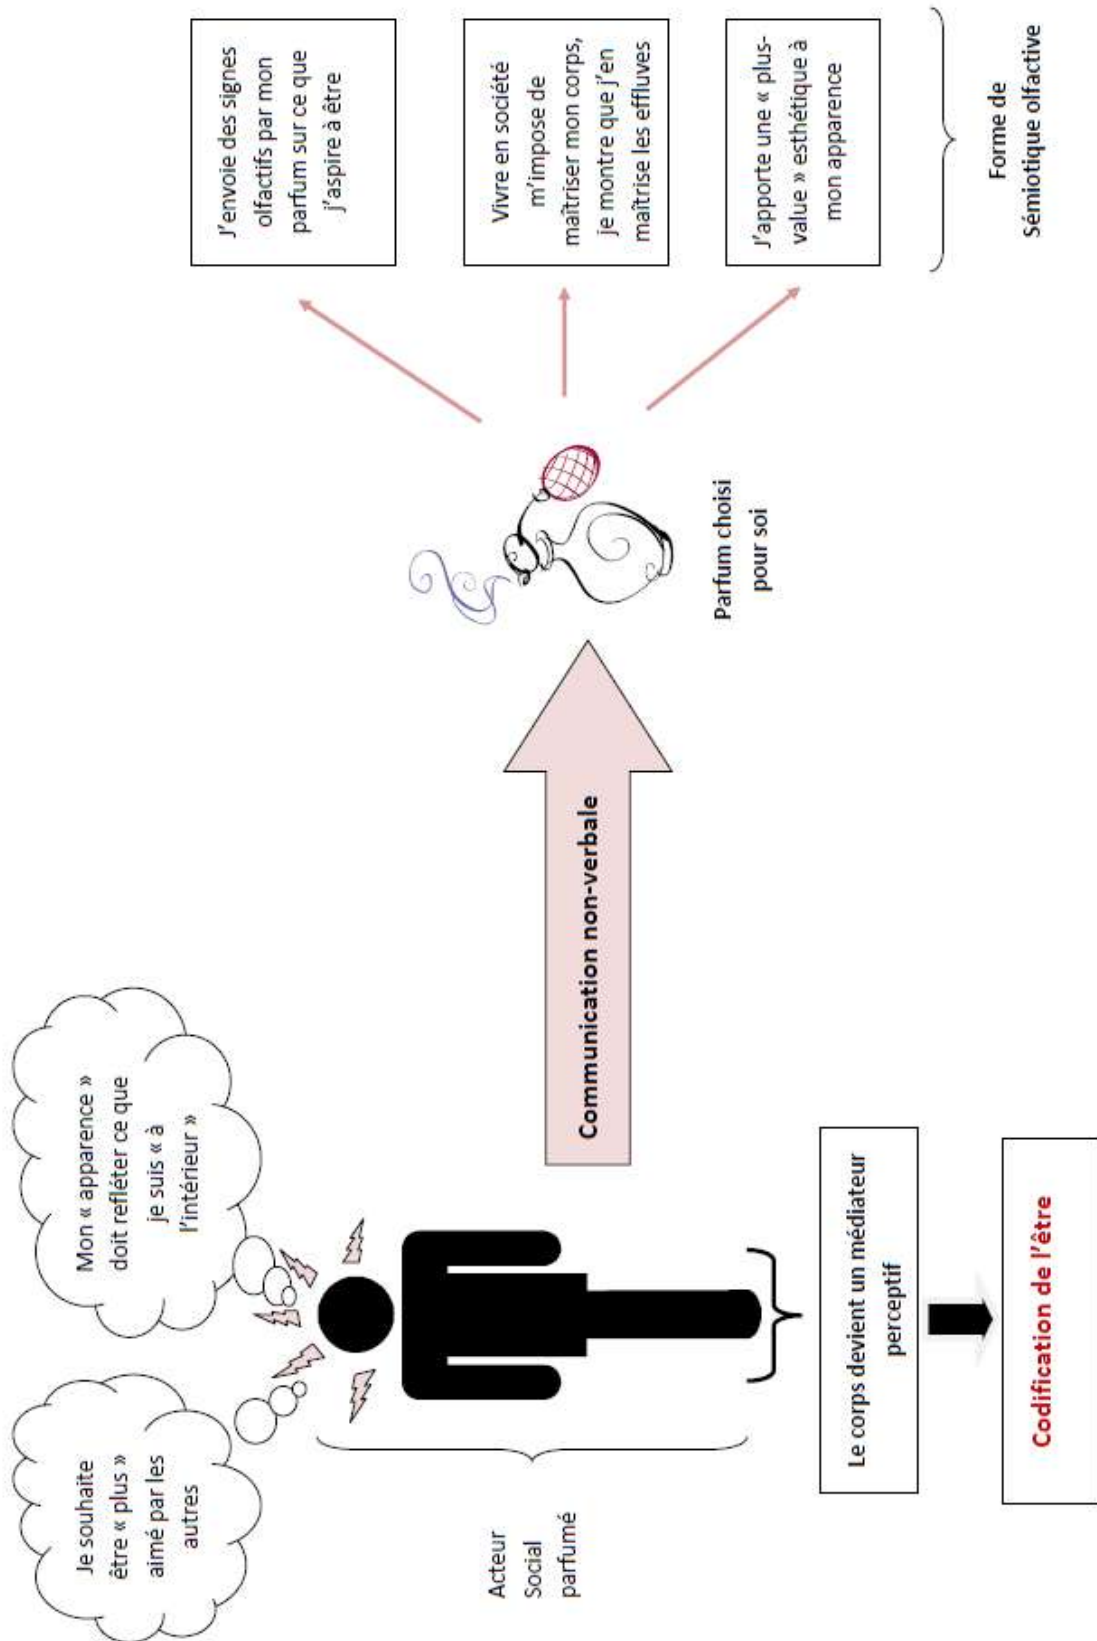 Je souhaite
être « plus »
aimé par les
autres
Mon « apparence »
doit refléter ce que
je suis « à
l'intérieur »
Acteur
Social
parfumé
Le corps devient un médiateur
perceptif
Codification de l'être
Communication non-verbale
Parfum choisi
pour soi
J'envoie des signes
olfactifs par mon
parfum sur ce que
j'aspire à être
Vivre en société
m'impose de
maîtriser mon corps,
je montre que j'en
maîtrise les effluves
J'apporte une « plus-
value » esthétique à
mon apparence
Forme de
Sémiotique olfactive